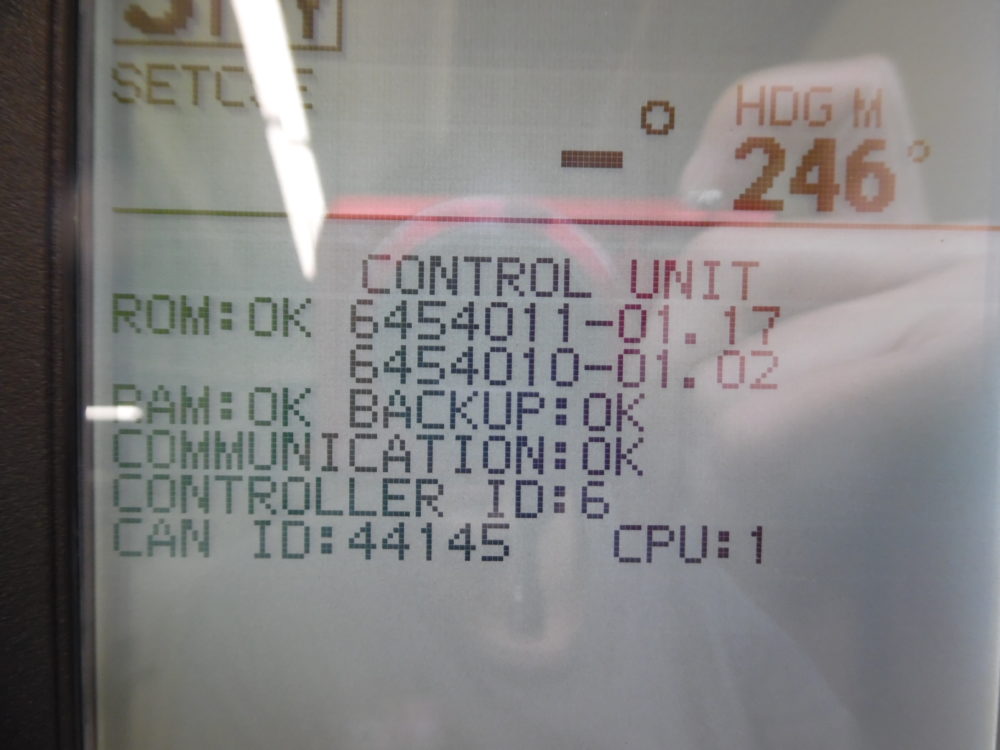 SETCSE
HDG M
-° 246°
CONTROL UNIT
ROM:OK 6454011-01.17
6454010-01.02
RAM:OK BACKUP:OK
COMMUNICATION:OK
CONTROLLER ID:6
CAN ID:44145 CPU:1